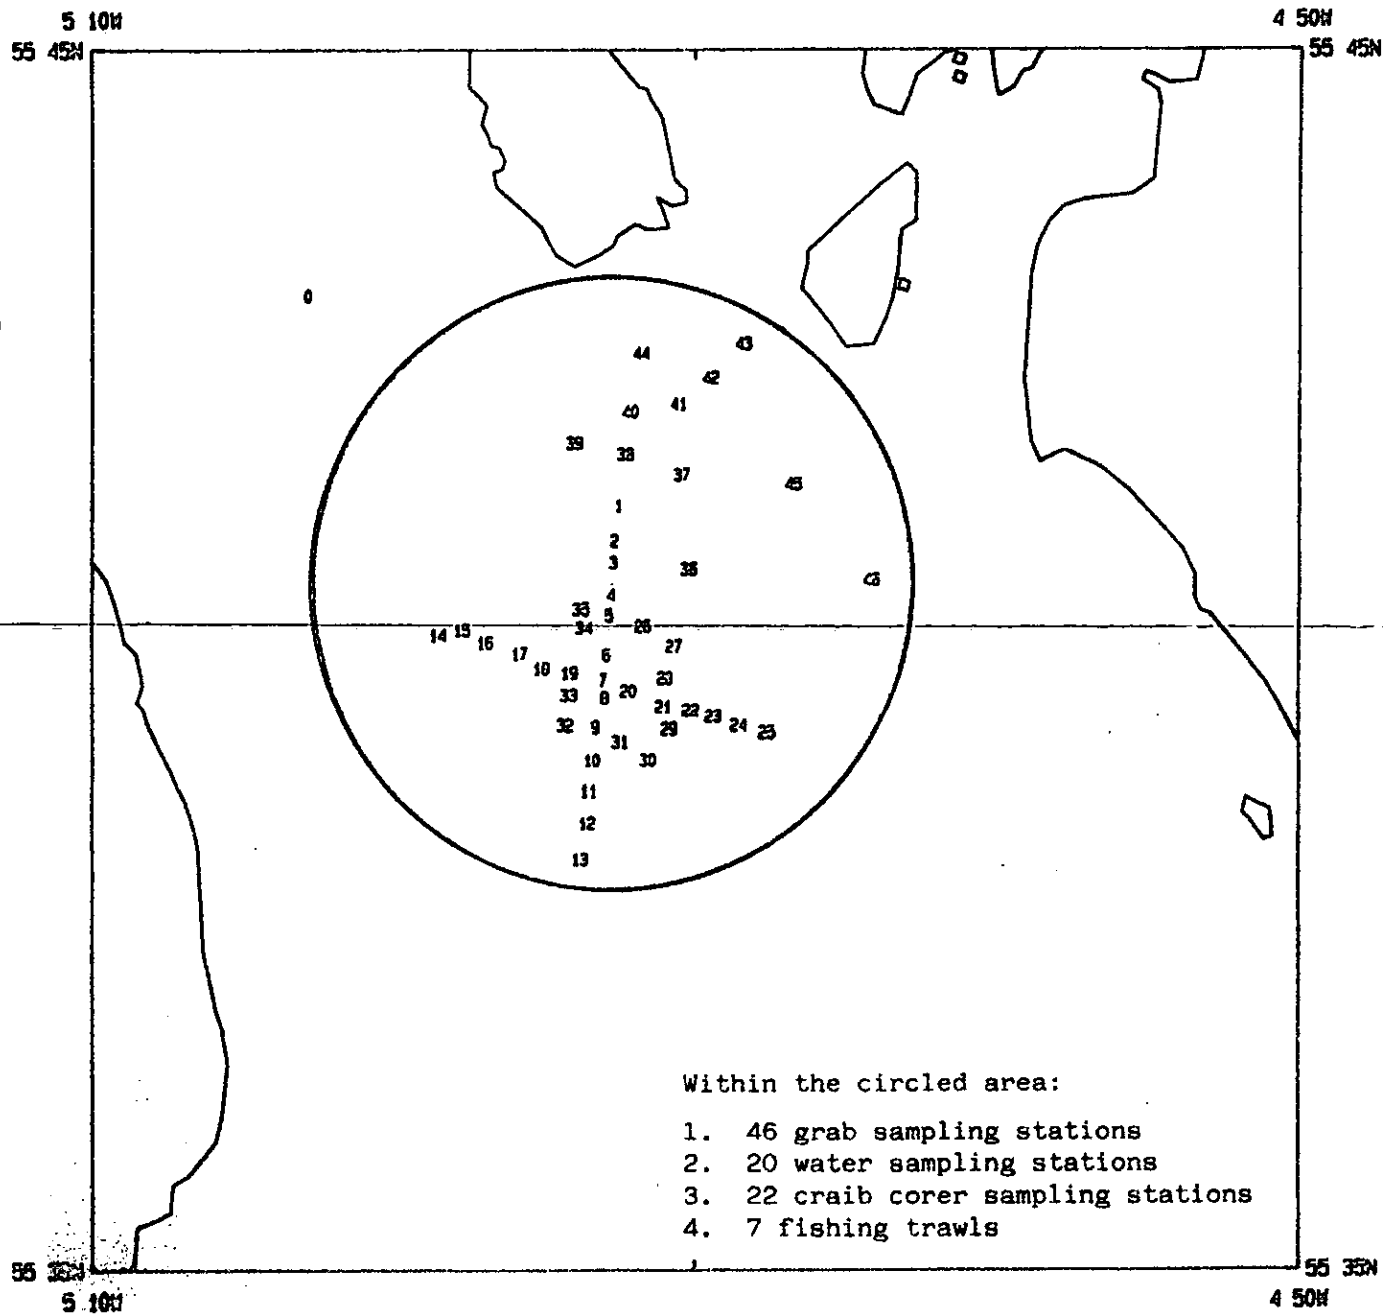 5 10W 4 50W
55 45N 55 45N
0
43
44
42
41
40
39
38
37
45
1
2
3
36
4
35
5
34 26
14 15
16
27
17 6
18 19
7 28
33 8 20
21 22 23
32 9 29 24 25
31
10 30
11
12
13
Within the circled area:
1. 46 grab sampling stations
2. 20 water sampling stations
3. 22 craib corer sampling stations
4. 7 fishing trawls
55 35N 55 35N
5 10W 4 50W